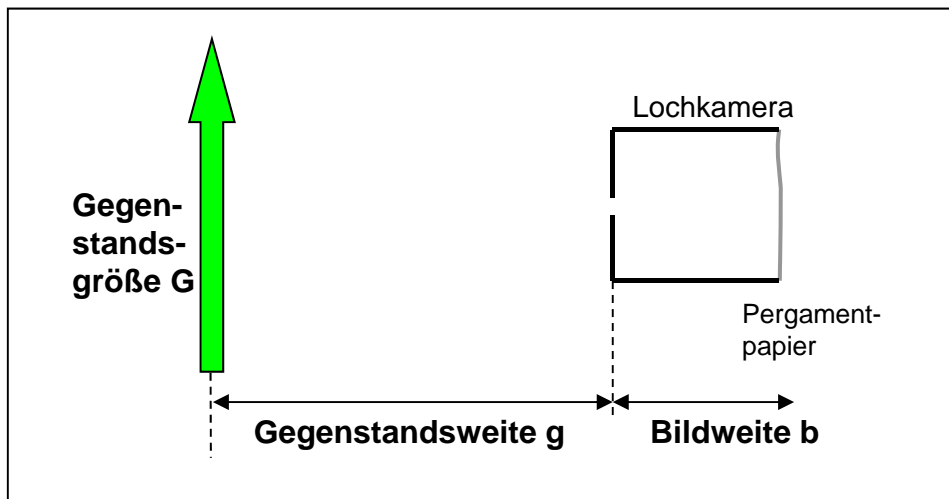 Lochkamera
Gegen-
stands-
größe G
Pergament-
papier
Gegenstandsweite g
Bildweite b